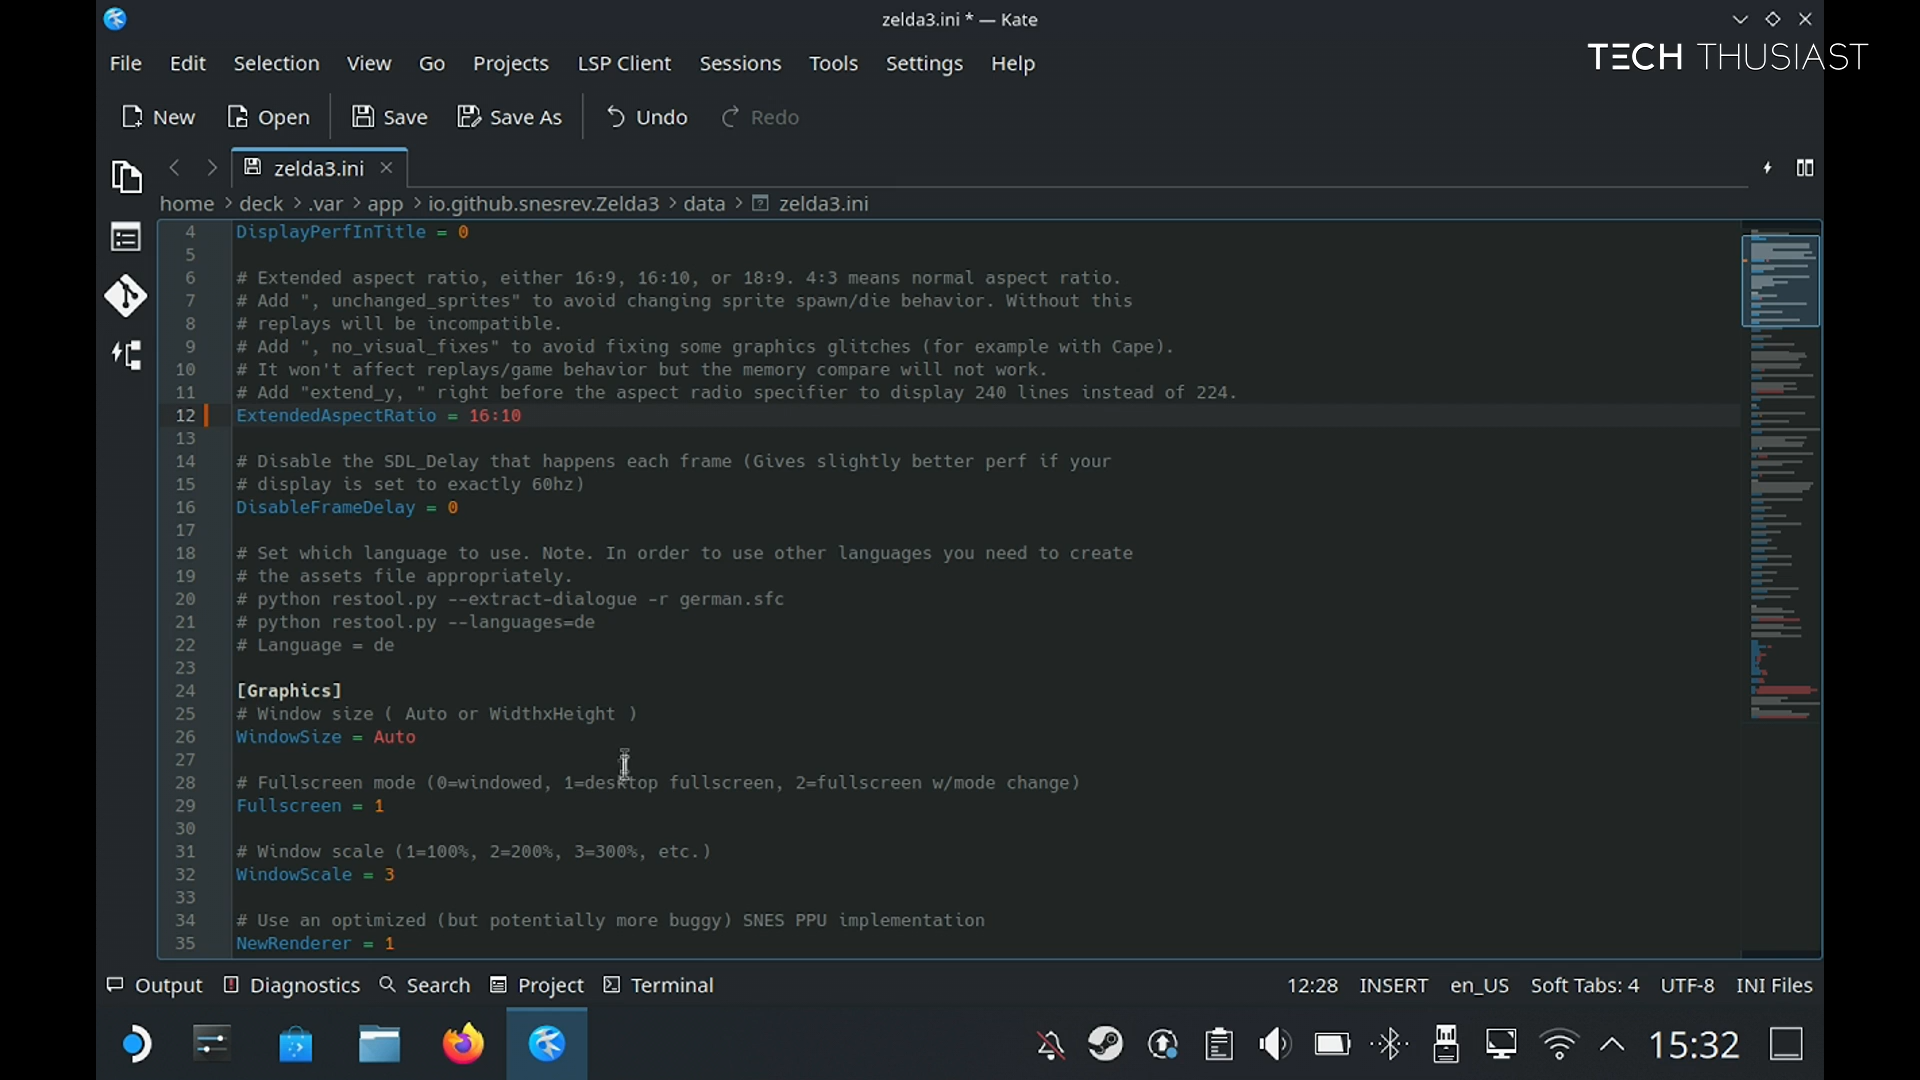 zelda3.ini * — Kate
TECH THUSIAST
File Edit Selection View Go Projects LSP Client Sessions Tools Settings Help
New Open Save Save As Undo Redo
zelda3.ini
home > deck > .var > app > io.github.snesrev.Zelda3 > data > zelda3.ini
4 DisplayPerfInTitle = 0
5
6 # Extended aspect ratio, either 16:9, 16:10, or 18:9. 4:3 means normal aspect ratio.
7 # Add ", unchanged_sprites" to avoid changing sprite spawn/die behavior. Without this
8 # replays will be incompatible.
9 # Add ", no_visual_fixes" to avoid fixing some graphics glitches (for example with Cape).
10 # It won't affect replays/game behavior but the memory compare will not work.
11 # Add "extend_y, " right before the aspect radio specifier to display 240 lines instead of 224.
12 ExtendedAspectRatio = 16:10
13
14 # Disable the SDL_Delay that happens each frame (Gives slightly better perf if your
15 # display is set to exactly 60hz)
16 DisableFrameDelay = 0
17
18 # Set which language to use. Note. In order to use other languages you need to create
19 # the assets file appropriately.
20 # python restool.py --extract-dialogue -r german.sfc
21 # python restool.py --languages=de
22 # Language = de
23
24 [Graphics]
25 # Window size ( Auto or WidthxHeight )
26 WindowSize = Auto
27
28 # Fullscreen mode (0=windowed, 1=desktop fullscreen, 2=fullscreen w/mode change)
29 Fullscreen = 1
30
31 # Window scale (1=100%, 2=200%, 3=300%, etc.)
32 WindowScale = 3
33
34 # Use an optimized (but potentially more buggy) SNES PPU implementation
35 NewRenderer = 1
Output Diagnostics Search Project Terminal 12:28 INSERT en_US Soft Tabs: 4 UTF-8 INI Files
15:32